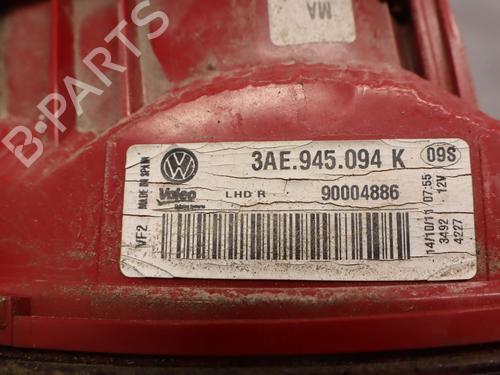 MA
B-PARTS
3AE.945.094 K
09S
MADE IN SPAIN
Valeo
LHD R
90004886
VF2
14/10/11 07:55
12V
3492
4227